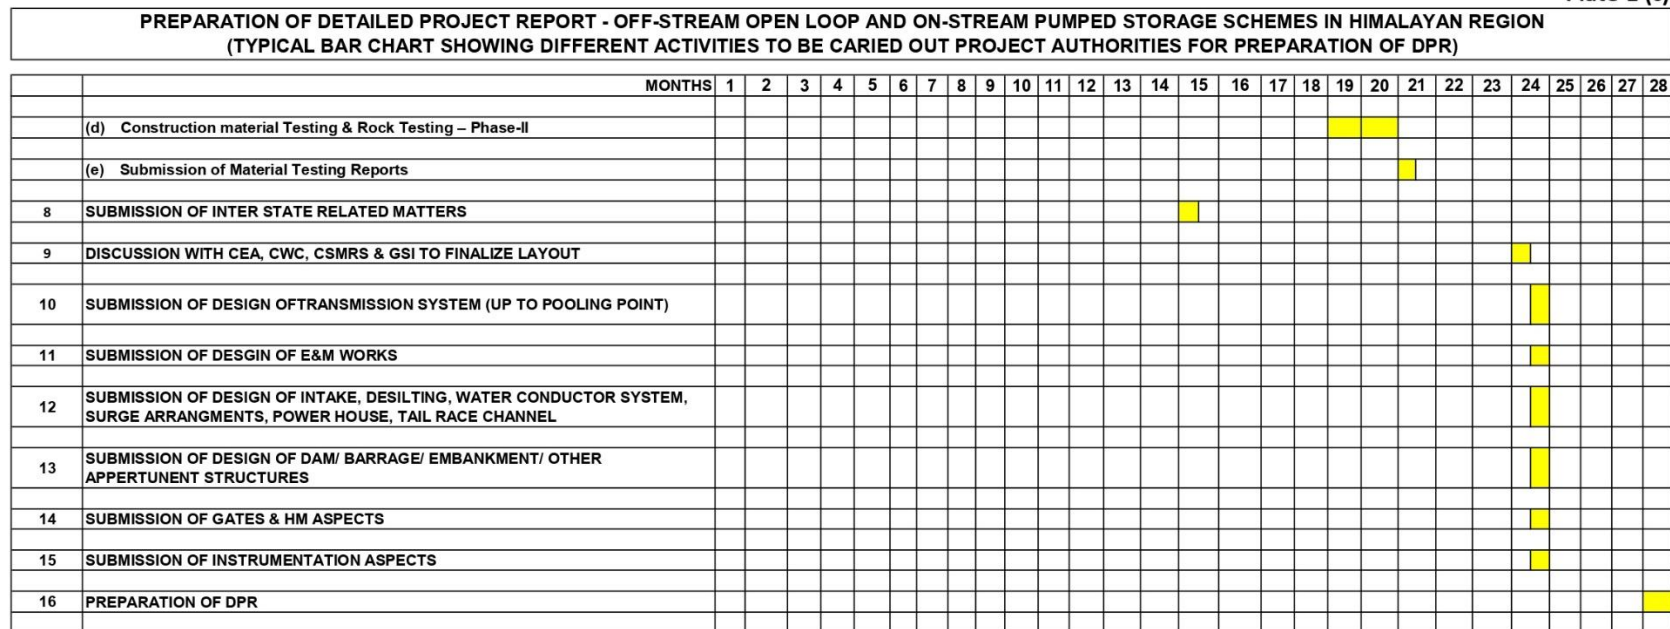 PREPARATION OF DETAILED PROJECT REPORT - OFF-STREAM OPEN LOOP AND ON-STREAM PUMPED STORAGE SCHEMES IN HIMALAYAN REGION
(TYPICAL BAR CHART SHOWING DIFFERENT ACTIVITIES TO BE CARIED OUT PROJECT AUTHORITIES FOR PREPARATION OF DPR)
MONTHS 1 2 3 4 5 6 7 8 9 10 11 12 13 14 15 16 17 18 19 20 21 22 23 24 25 26 27 28
(d) Construction material Testing & Rock Testing – Phase-II
(e) Submission of Material Testing Reports
8 SUBMISSION OF INTER STATE RELATED MATTERS
9 DISCUSSION WITH CEA, CWC, CSMRS & GSI TO FINALIZE LAYOUT
10 SUBMISSION OF DESIGN OFTRANSMISSION SYSTEM (UP TO POOLING POINT)
11 SUBMISSION OF DESGIN OF E&M WORKS
12 SUBMISSION OF DESIGN OF INTAKE, DESILTING, WATER CONDUCTOR SYSTEM,
SURGE ARRANGMENTS, POWER HOUSE, TAIL RACE CHANNEL
13 SUBMISSION OF DESIGN OF DAM/ BARRAGE/ EMBANKMENT/ OTHER
APPERTUNENT STRUCTURES
14 SUBMISSION OF GATES & HM ASPECTS
15 SUBMISSION OF INSTRUMENTATION ASPECTS
16 PREPARATION OF DPR